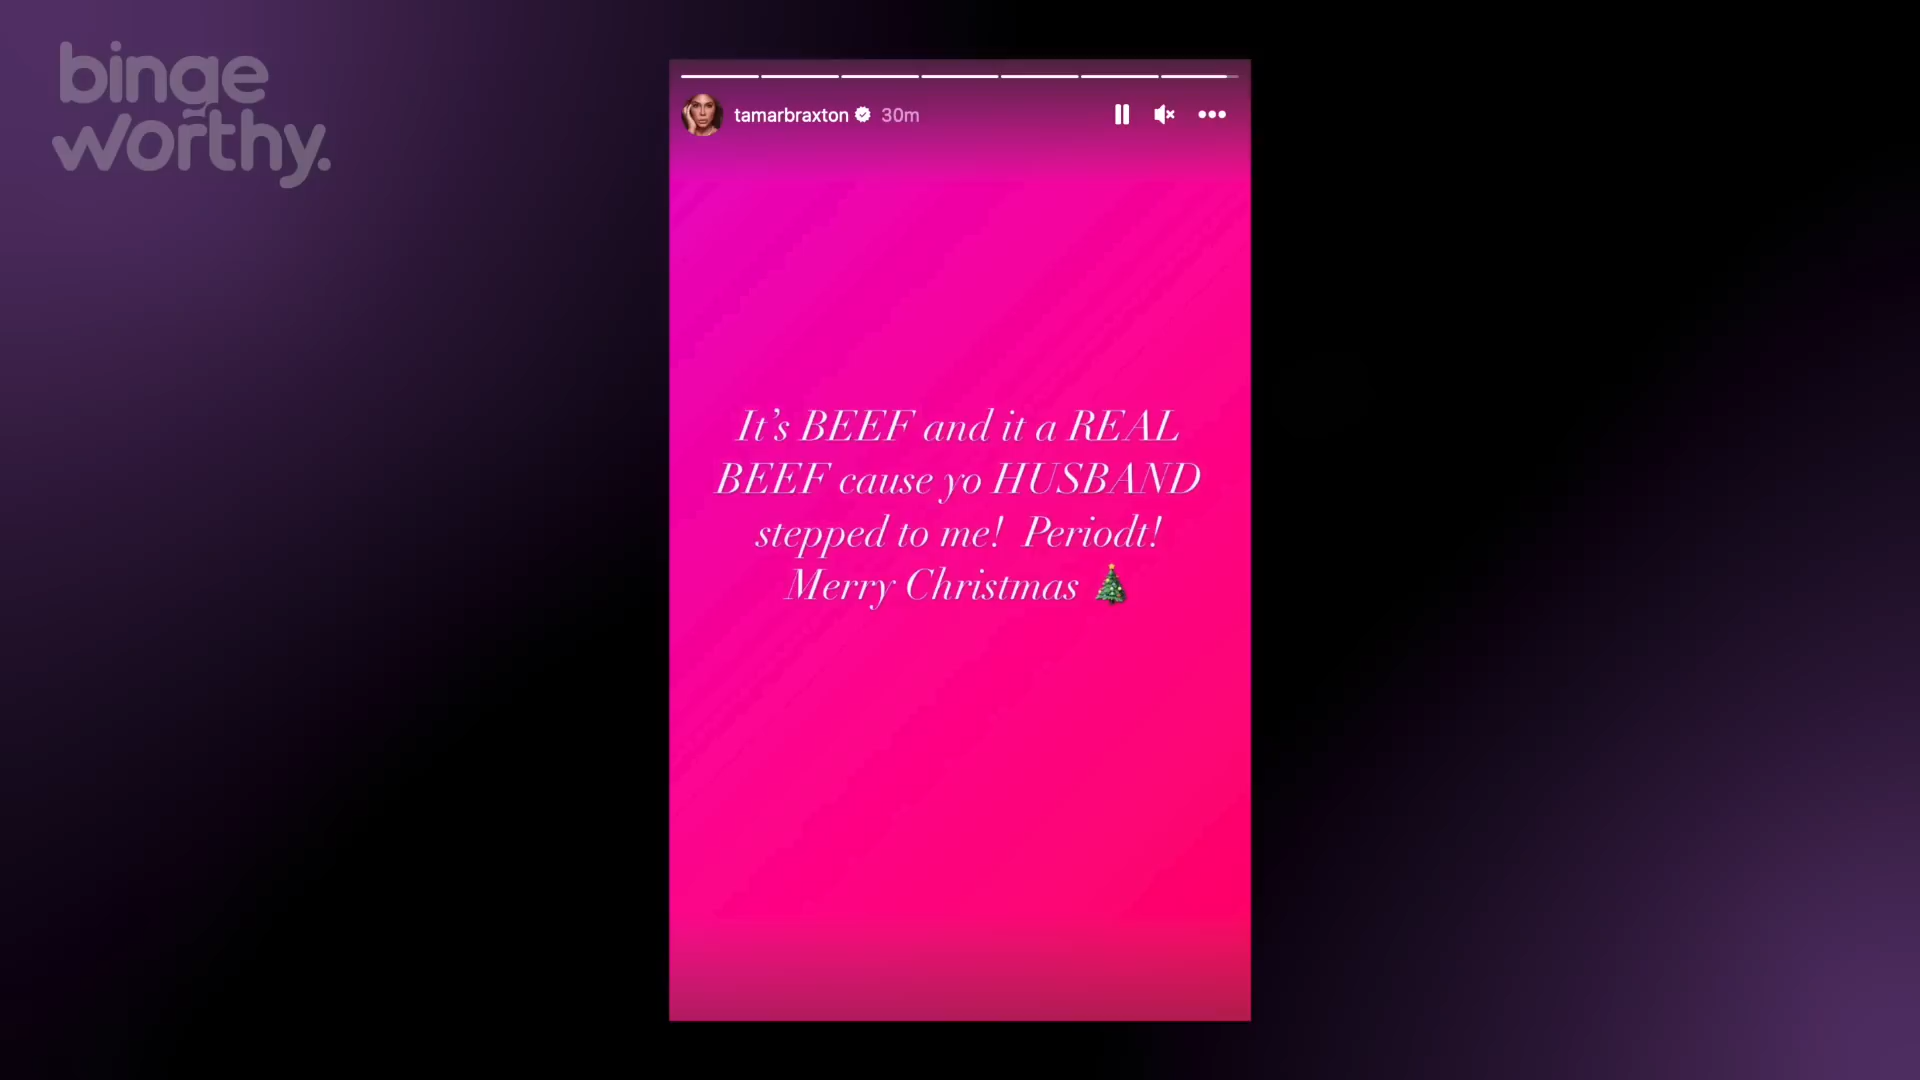 binge
worthy.
tamarbraxton 30m
It’s BEEF and it a REAL
BEEF cause yo HUSBAND
stepped to me!  Periodt!
Merry Christmas 🎄